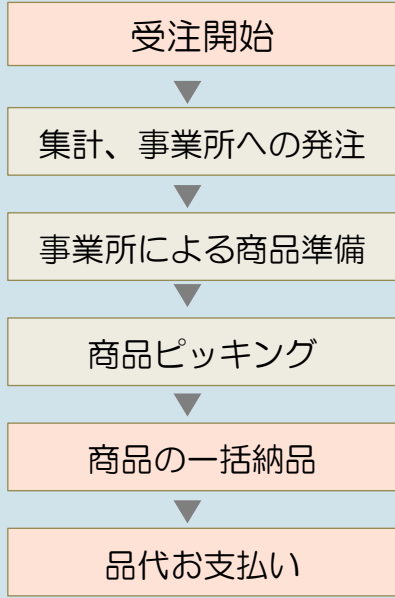 受注開始
集計、事業所への発注
事業所による商品準備
商品ピッキング
商品の一括納品
品代お支払い